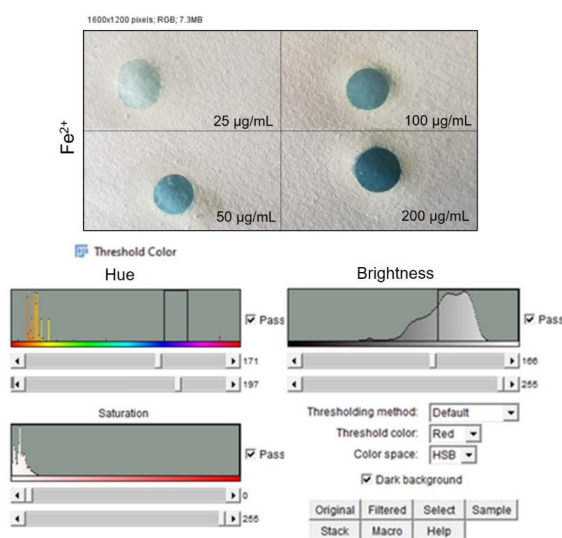 1600x1200 pixels; RGB; 7.3MB
Fe²⁺
25 µg/mL
100 µg/mL
50 µg/mL
200 µg/mL
Threshold Color
Hue
Brightness
Pass
Pass
171
166
197
255
Saturation
Thresholding method: Default
Threshold color: Red
Pass
Color space: HSB
Dark background
0
255
Original Filtered Select Sample
Stack Macro Help